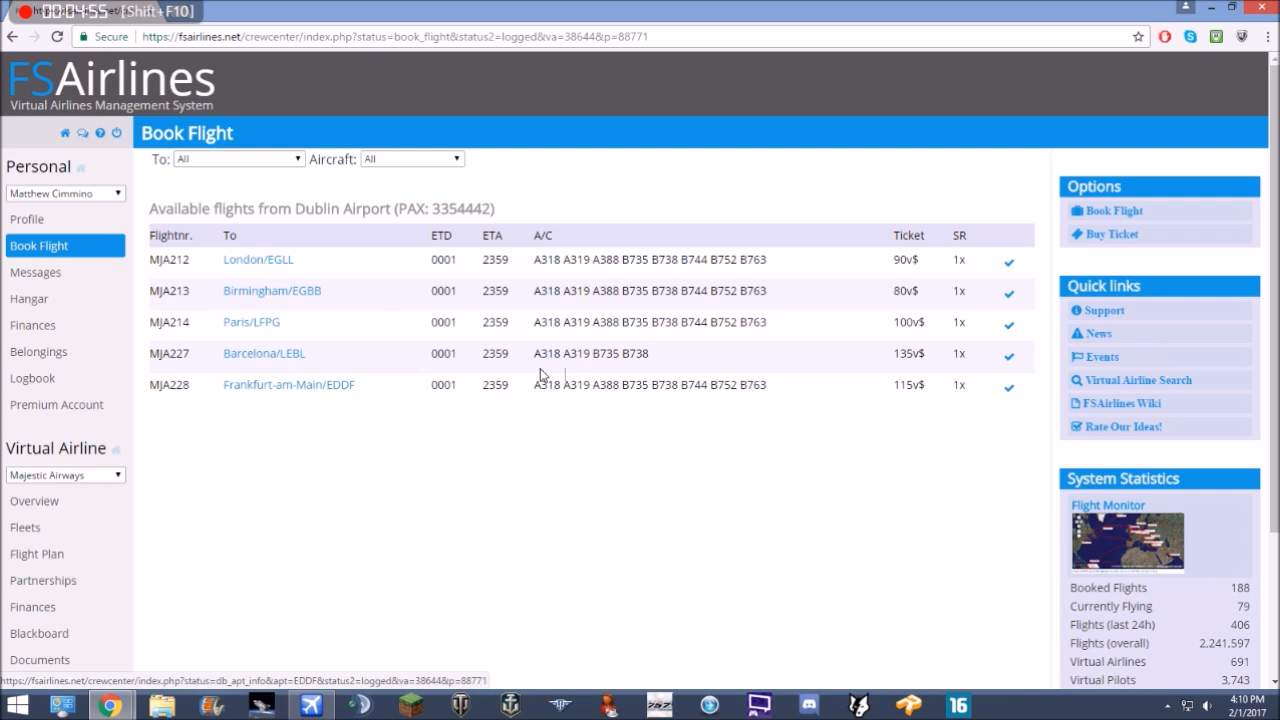 00:04:55 [Shift+F10]
Secure https://fsairlines.net/crewcenter/index.php?status=book_flight&status2=logged&va=38644&p=88771
FSAirlines
Virtual Airlines Management System
Personal
Matthew Cimmino
Profile
Book Flight
Messages
Hangar
Finances
Belongings
Logbook
Premium Account
Virtual Airline
Majestic Airways
Overview
Fleets
Flight Plan
Partnerships
Finances
Blackboard
Documents
Book Flight
To: All Aircraft: All
Available flights from Dublin Airport (PAX: 3354442)
Flightnr. To ETD ETA A/C Ticket SR
MJA212 London/EGLL 0001 2359 A318 A319 A388 B735 B738 B744 B752 B763 90v$ 1x
MJA213 Birmingham/EGBB 0001 2359 A318 A319 A388 B735 B738 B744 B752 B763 80v$ 1x
MJA214 Paris/LFPG 0001 2359 A318 A319 A388 B735 B738 B744 B752 B763 100v$ 1x
MJA227 Barcelona/LEBL 0001 2359 A318 A319 B735 B738 135v$ 1x
MJA228 Frankfurt-am-Main/EDDF 0001 2359 A318 A319 A388 B735 B738 B744 B752 B763 115v$ 1x
Options
Book Flight
Buy Ticket
Quick links
Support
News
Events
Virtual Airline Search
FSAirlines Wiki
Rate Our Ideas!
System Statistics
Flight Monitor
Booked Flights 188
Currently Flying 79
Flights (last 24h) 406
Flights (overall) 2,241,597
Virtual Airlines 691
Virtual Pilots 3,743
https://fsairlines.net/crewcenter/index.php?status=db_apt_info&apt=EDDF&status2=logged&va=38644&p=88771
16
4:10 PM
2/1/2017